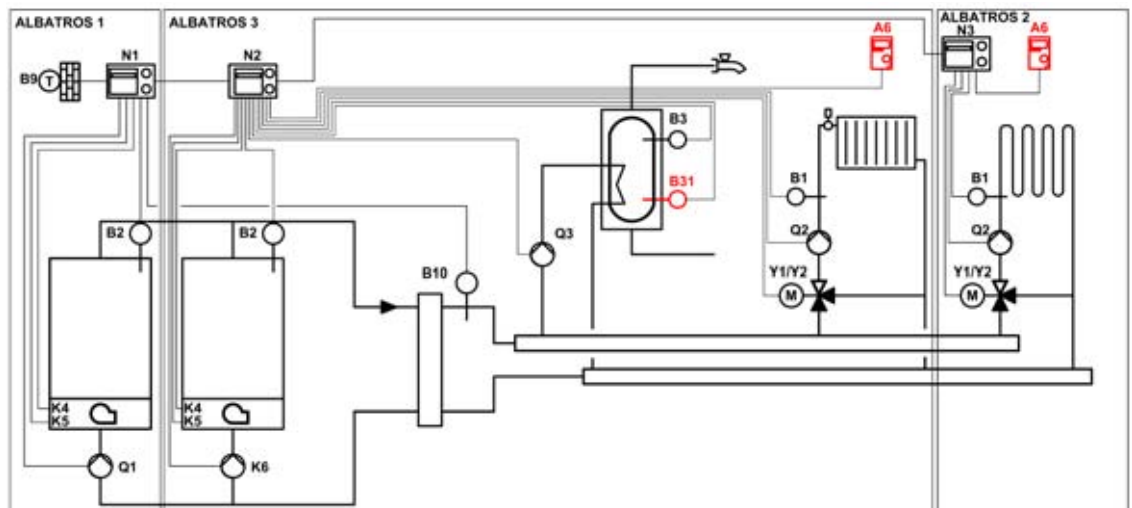 ALBATROS 1
ALBATROS 3
ALBATROS 2
N1
N2
A6
N3
A6
B9
T
B3
B1
B1
B31
B2
B2
Q3
Q2
Q2
B10
Y1/Y2
Y1/Y2
M
M
K4
K5
K4
K5
Q1
K6